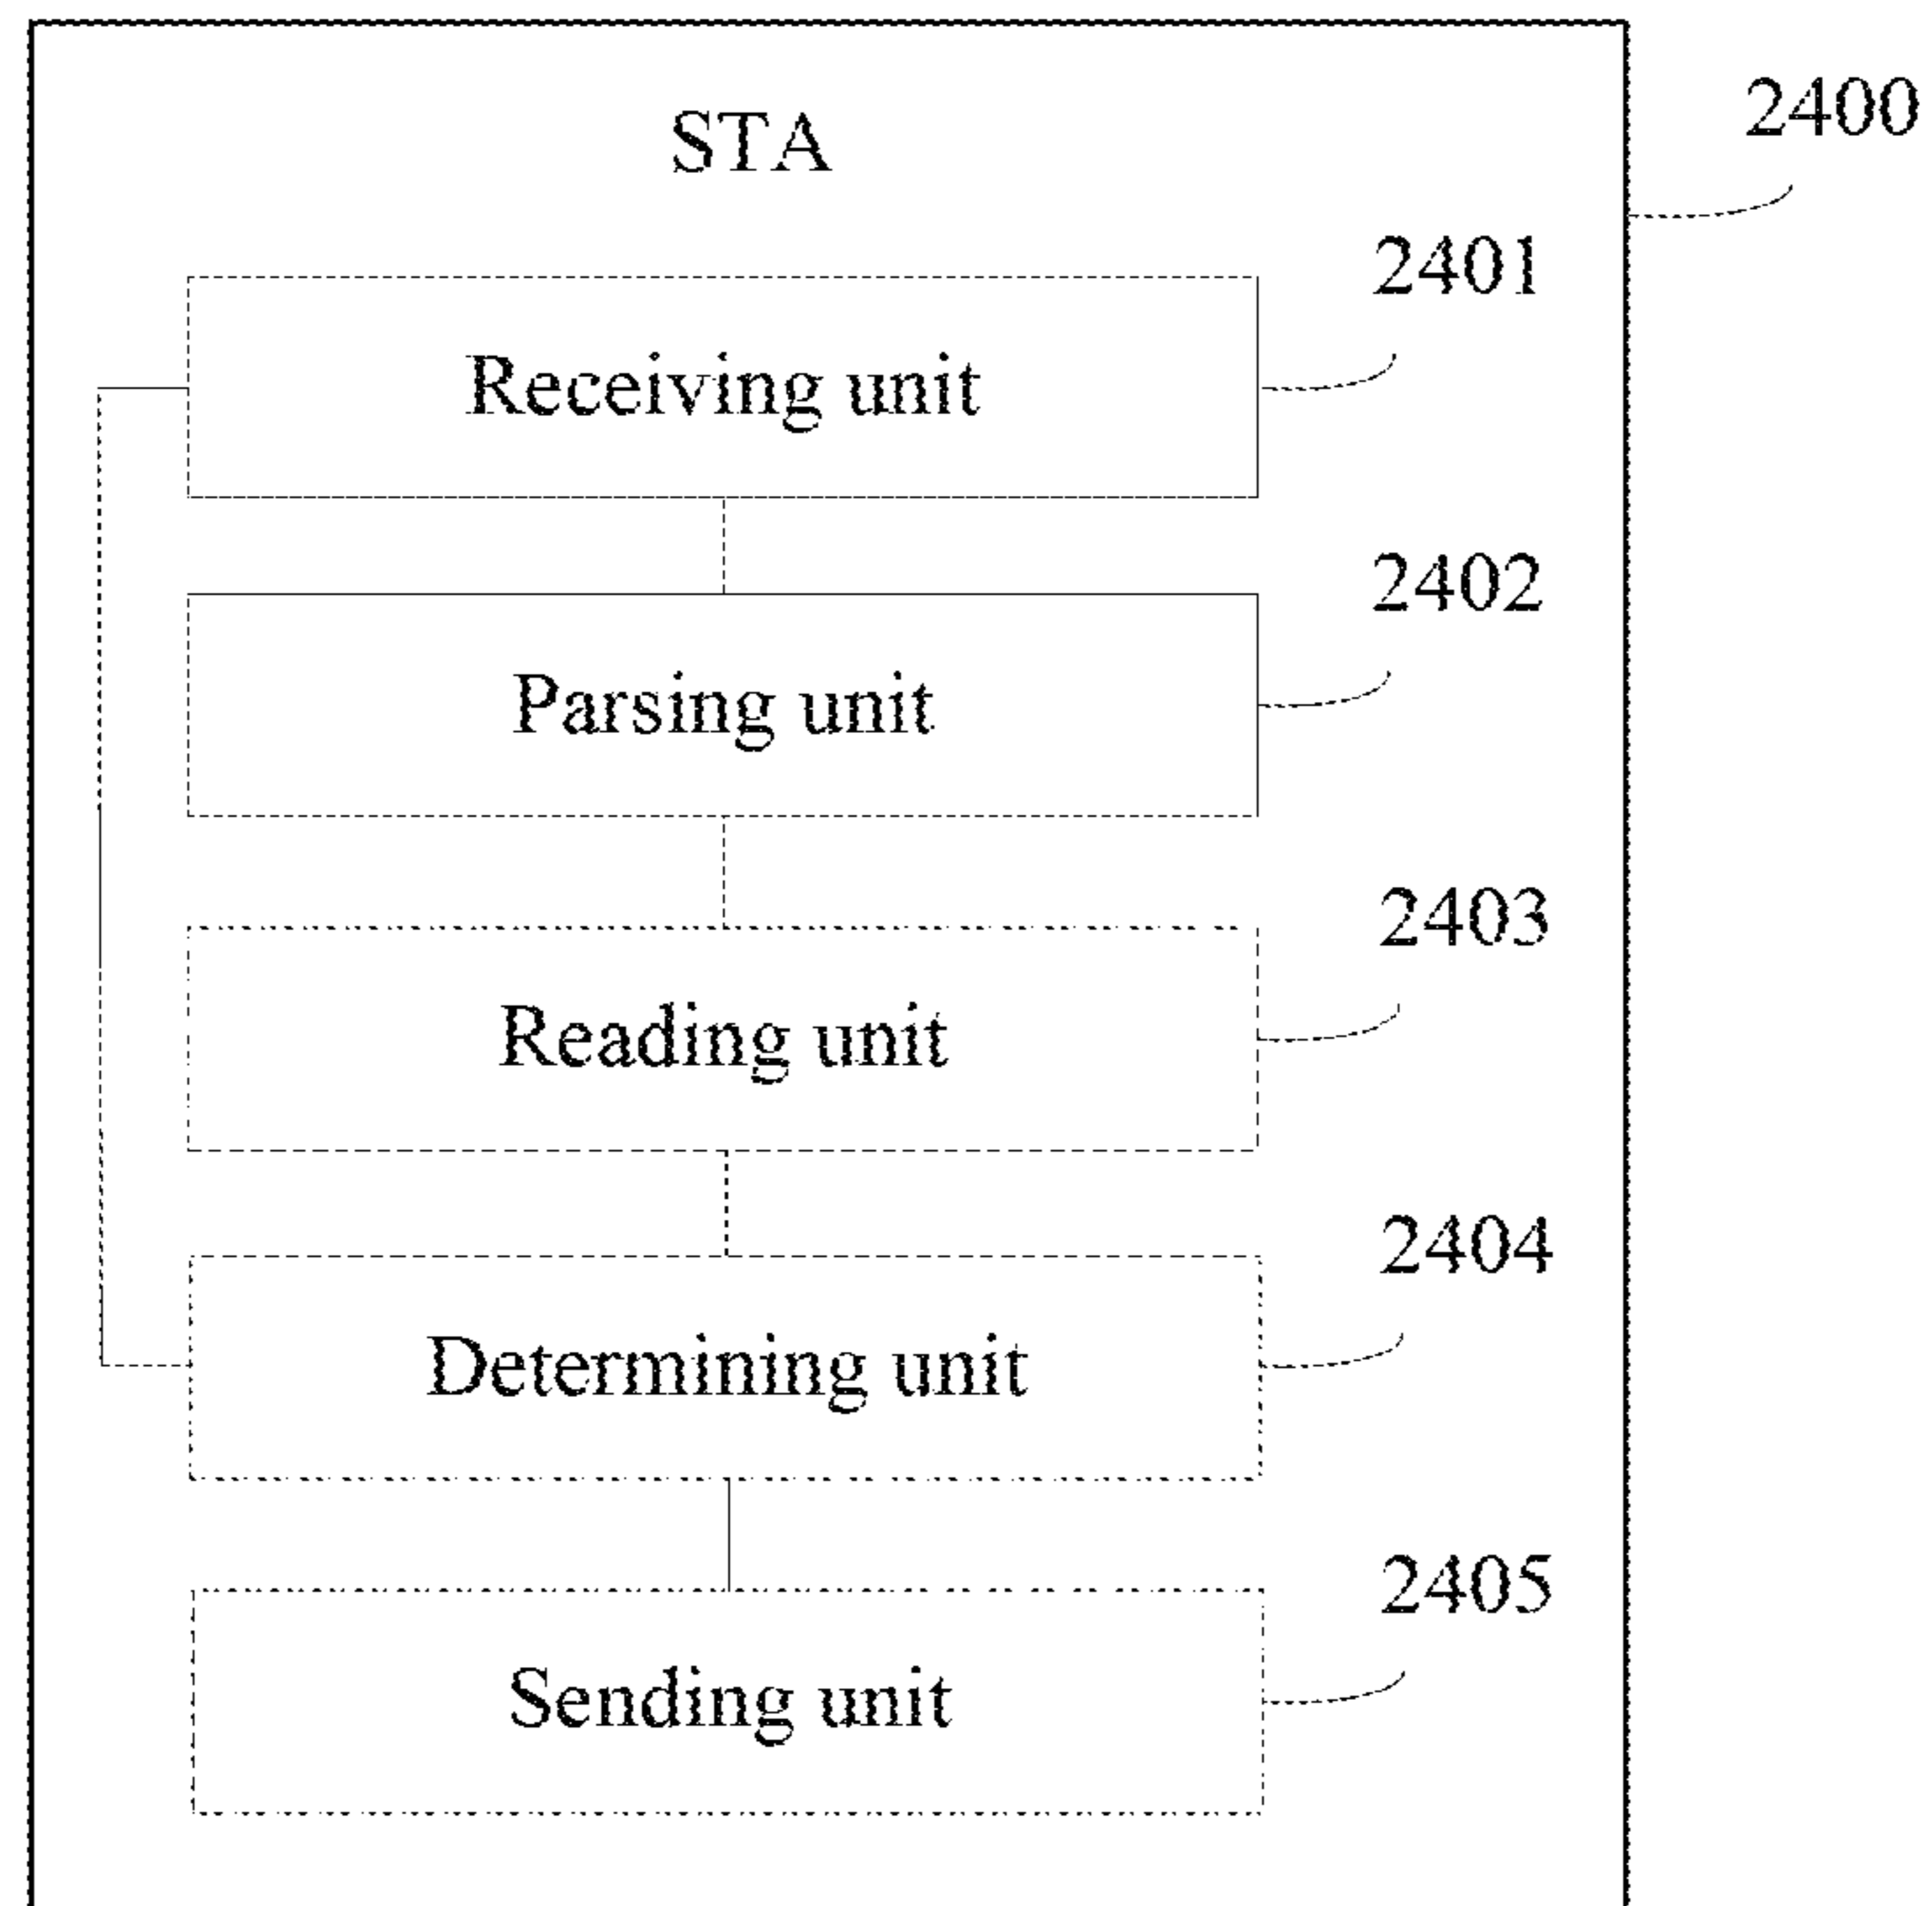 STA
2400
2401
Receiving unit
2402
Parsing unit
2403
Reading unit
2404
Determining unit
2405
Sending unit